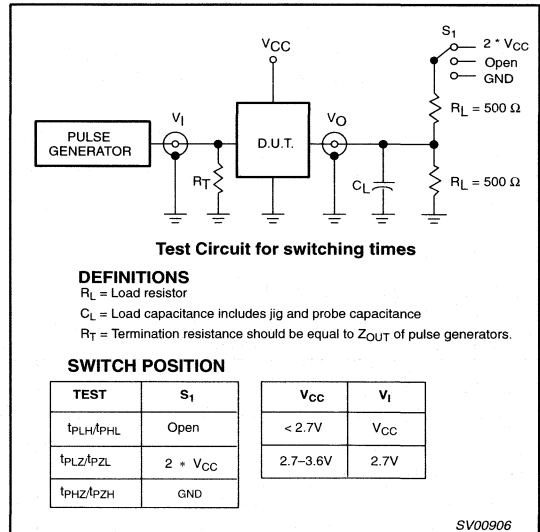 S1
2 * VCC
Open
GND
VCC
RL = 500 Ω
VI
VO
PULSE GENERATOR
D.U.T.
RT
CL
RL = 500 Ω
Test Circuit for switching times
DEFINITIONS
RL = Load resistor
CL = Load capacitance includes jig and probe capacitance
RT = Termination resistance should be equal to ZOUT of pulse generators.
SWITCH POSITION
TEST S1
tPLH/tPHL Open
tPLZ/tPZL 2 * VCC
tPHZ/tPZH GND
VCC VI
< 2.7V VCC
2.7–3.6V 2.7V
SV00906